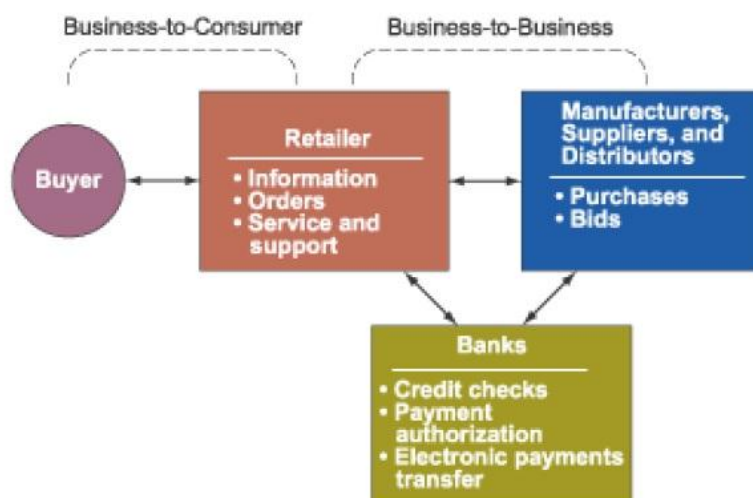 Business-to-Consumer
Business-to-Business
Buyer
Retailer
• Information
• Orders
• Service and
support
Manufacturers,
Suppliers, and
Distributors
• Purchases
• Bids
Banks
• Credit checks
• Payment
authorization
• Electronic payments
transfer